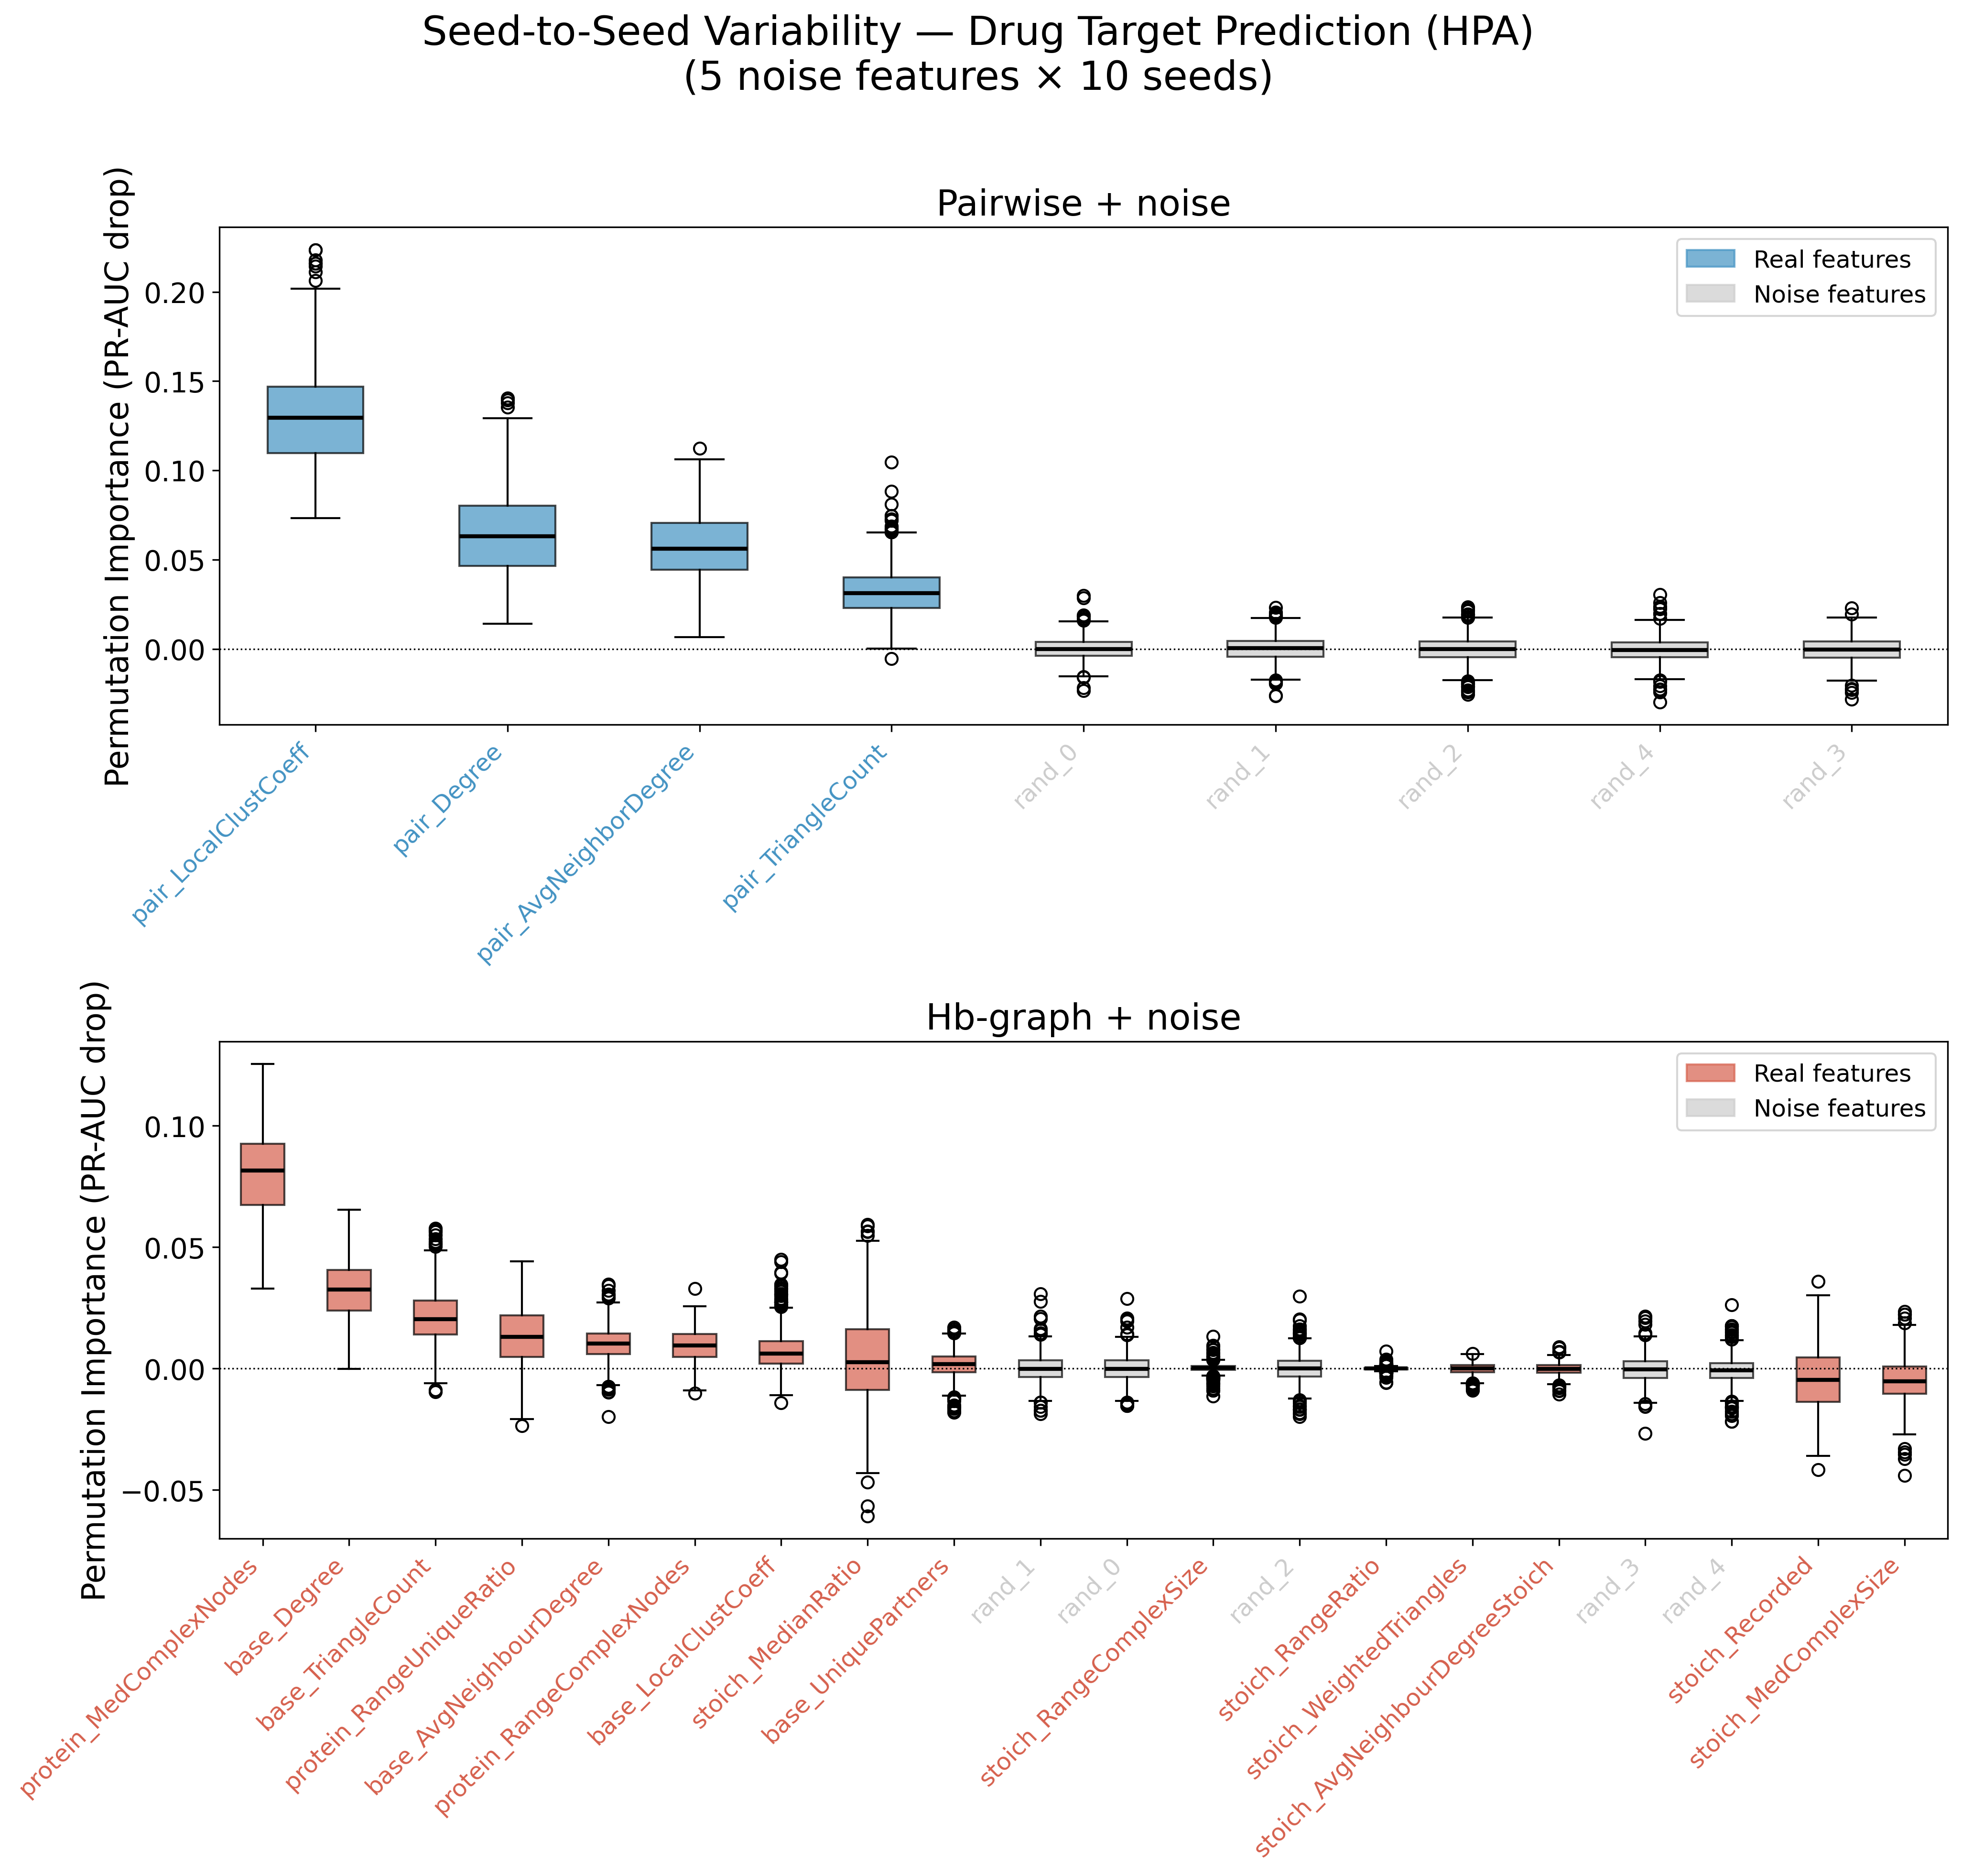 Seed-to-Seed Variability — Drug Target Prediction (HPA)
(5 noise features × 10 seeds)
Pairwise + noise
Permutation Importance (PR-AUC drop)
0.20
0.15
0.10
0.05
0.00
Real features
Noise features
pair_LocalClustCoeff
pair_Degree
pair_AvgNeighborDegree
pair_TriangleCount
rand_0
rand_1
rand_2
rand_4
rand_3
Hb-graph + noise
Permutation Importance (PR-AUC drop)
0.10
0.05
0.00
−0.05
Real features
Noise features
protein_MedComplexNodes
base_Degree
base_TriangleCount
protein_RangeUniqueRatio
base_AvgNeighbourDegree
protein_RangeComplexNodes
base_LocalClustCoeff
stoich_MedianRatio
base_UniquePartners
rand_1
rand_0
stoich_RangeComplexSize
rand_2
stoich_RangeRatio
stoich_WeightedTriangles
stoich_AvgNeighbourDegreeStoich
rand_3
rand_4
stoich_Recorded
stoich_MedComplexSize